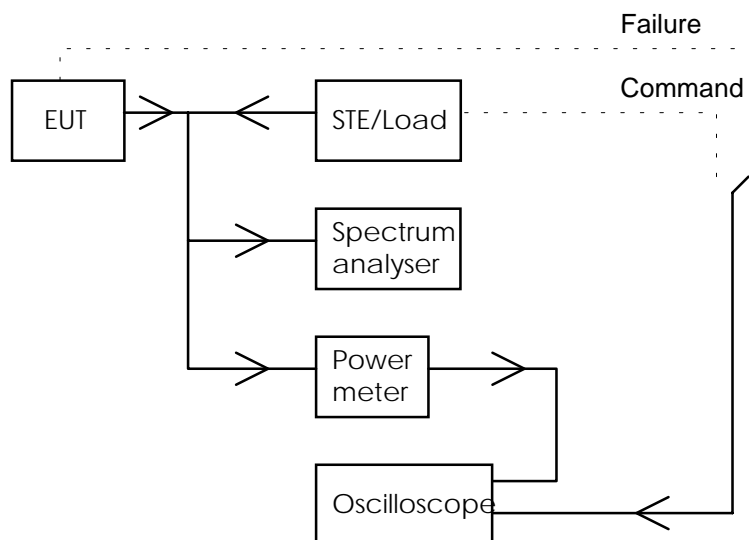 Failure
Command
EUT
STE/Load
Spectrum
analyser
Power
meter
Oscilloscope